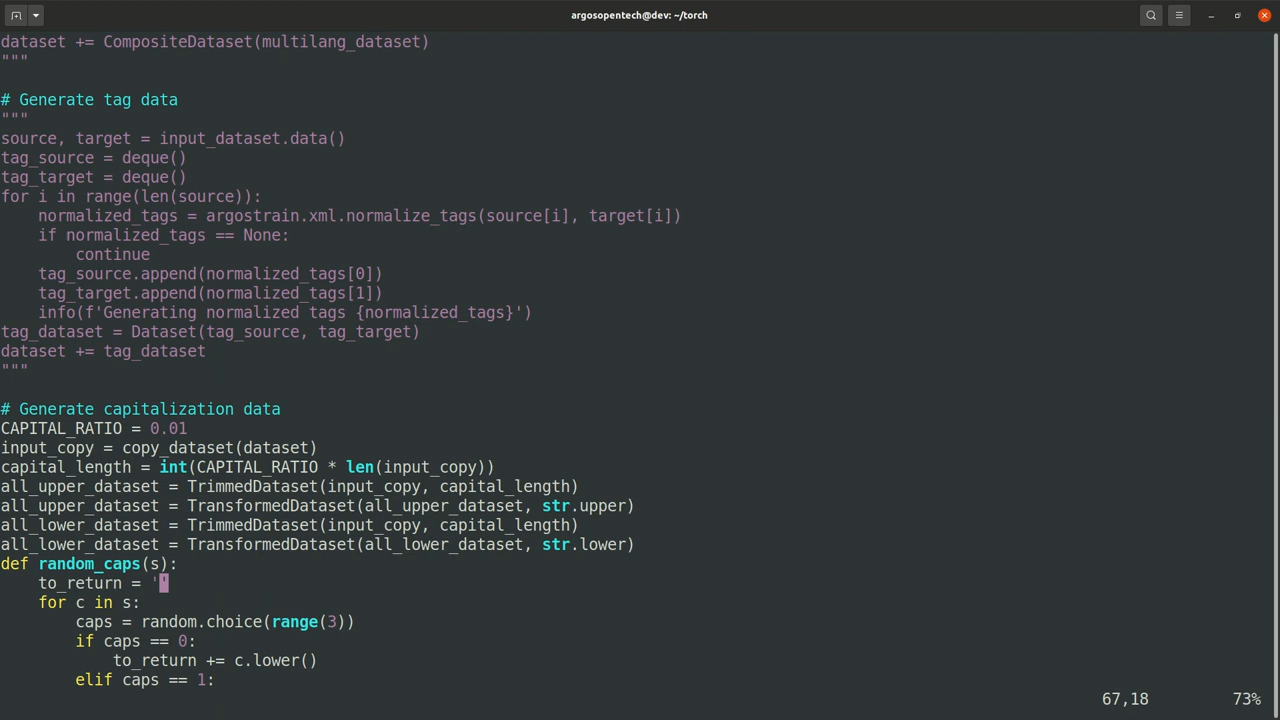 argosopentech@dev: ~/torch
dataset += CompositeDataset(multilang_dataset)
"""
# Generate tag data
"""
source, target = input_dataset.data()
tag_source = deque()
tag_target = deque()
for i in range(len(source)):
    normalized_tags = argostrain.xml.normalize_tags(source[i], target[i])
    if normalized_tags == None:
        continue
    tag_source.append(normalized_tags[0])
    tag_target.append(normalized_tags[1])
    info(f'Generating normalized tags {normalized_tags}')
tag_dataset = Dataset(tag_source, tag_target)
dataset += tag_dataset
"""
# Generate capitalization data
CAPITAL_RATIO = 0.01
input_copy = copy_dataset(dataset)
capital_length = int(CAPITAL_RATIO * len(input_copy))
all_upper_dataset = TrimmedDataset(input_copy, capital_length)
all_upper_dataset = TransformedDataset(all_upper_dataset, str.upper)
all_lower_dataset = TrimmedDataset(input_copy, capital_length)
all_lower_dataset = TransformedDataset(all_lower_dataset, str.lower)
def random_caps(s):
    to_return = ''
    for c in s:
        caps = random.choice(range(3))
        if caps == 0:
            to_return += c.lower()
        elif caps == 1:
67,18 73%